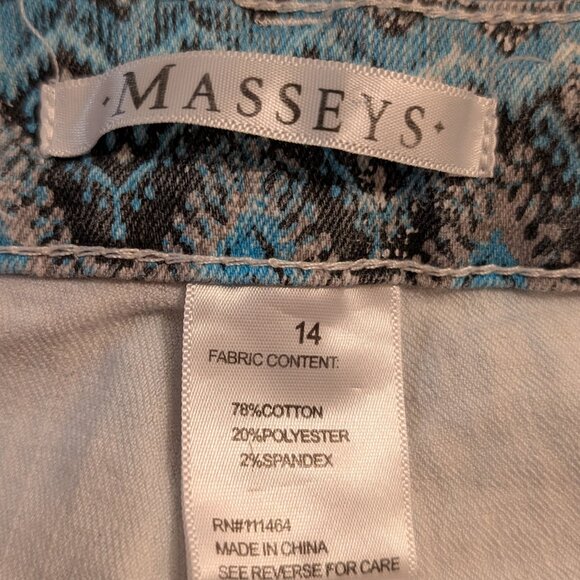 ·MASSEYS·
14
FABRIC CONTENT:
78%COTTON
20%POLYESTER
2%SPANDEX
RN#111464
MADE IN CHINA
SEE REVERSE FOR CARE